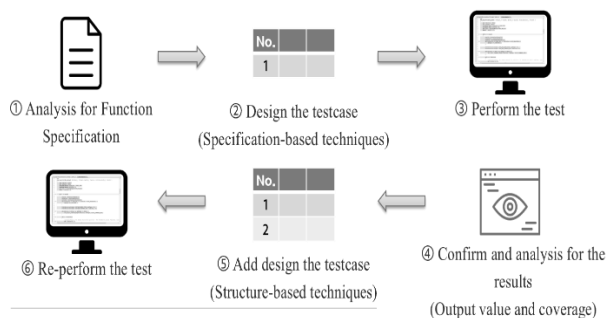 No.
1
① Analysis for Function
Specification
② Design the testcase
(Specification-based techniques)
③ Perform the test
④ Confirm and analysis for the
results
(Output value and coverage)
No.
1
2
⑤ Add design the testcase
(Structure-based techniques)
⑥ Re-perform the test